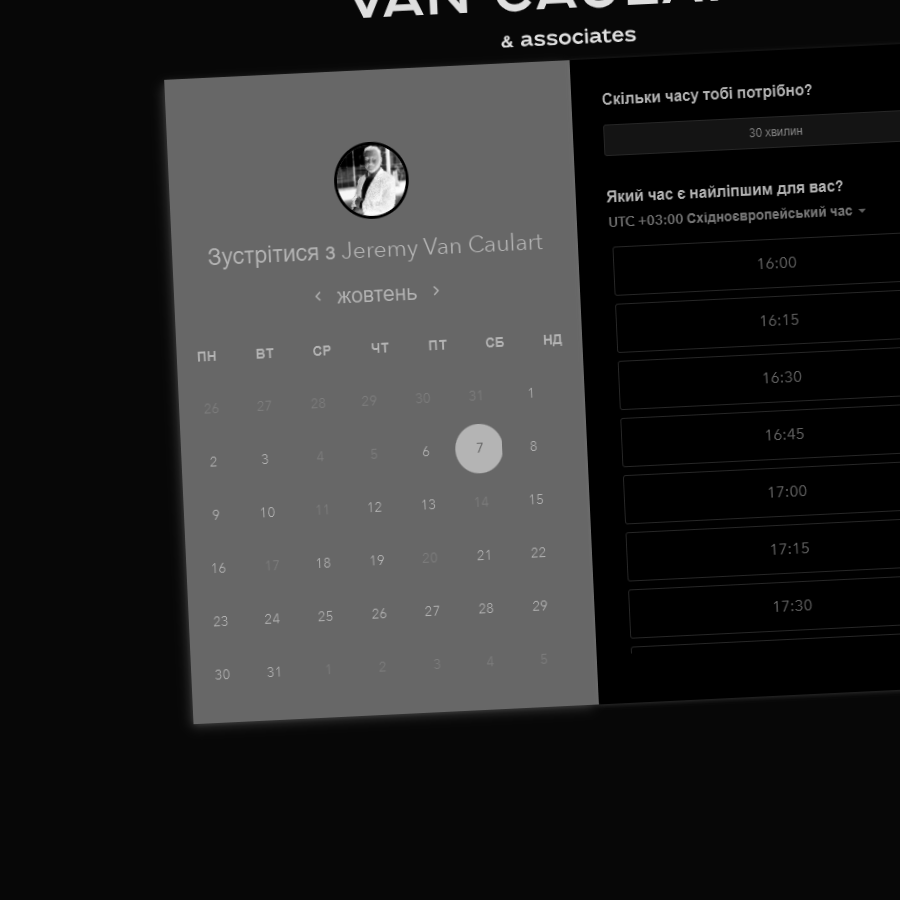 & associates
Зустрітися з Jeremy Van Caulart
‹ жовтень ›
ПН ВТ СР ЧТ ПТ СБ НД
26 27 28 29 30 31 1
2 3 4 5 6 7 8
9 10 11 12 13 14 15
16 17 18 19 20 21 22
23 24 25 26 27 28 29
30 31 1 2 3 4 5
Скільки часу тобі потрібно?
30 хвилин
Який час є найліпшим для вас?
UTC +03:00 Східноєвропейський час
16:00
16:15
16:30
16:45
17:00
17:15
17:30